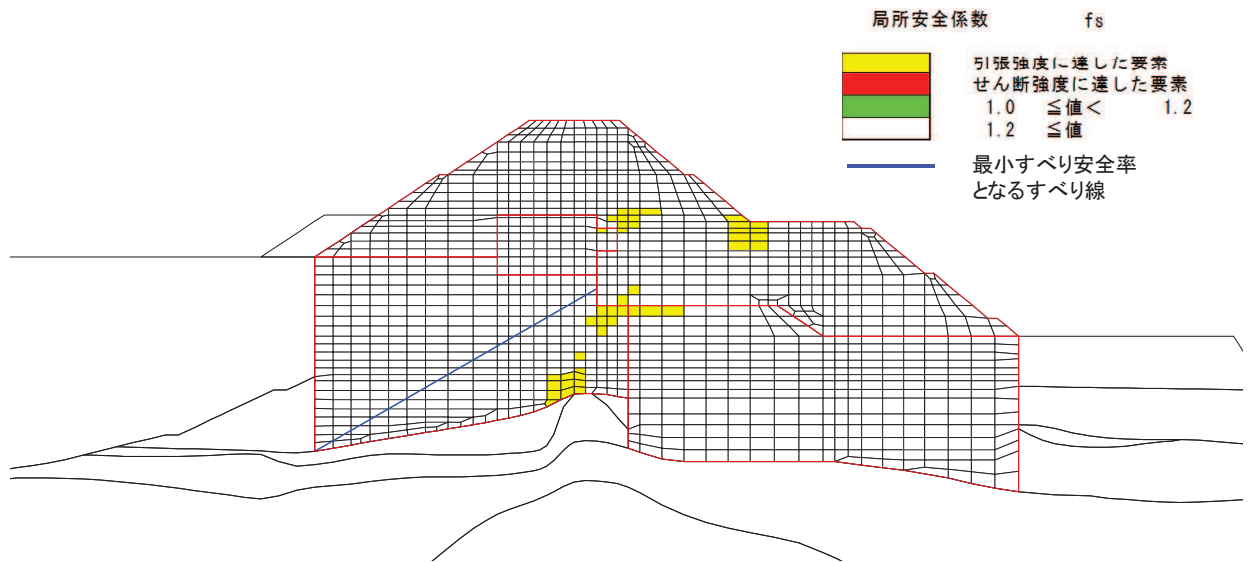 局所安全係数 fs
引張強度に達した要素
せん断強度に達した要素
1.0 ≦値< 1.2
1.2 ≦値
最小すべり安全率
となるすべり線